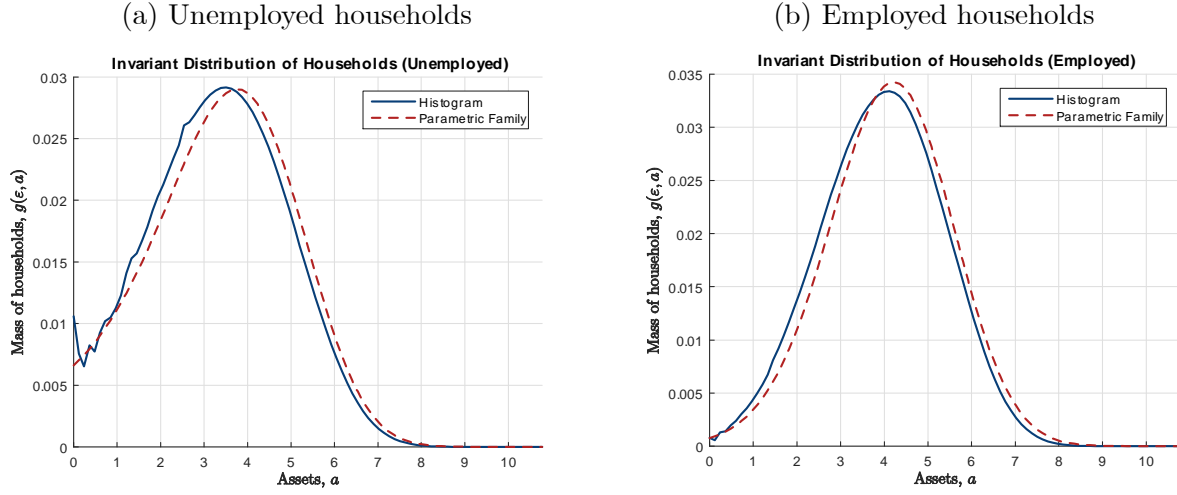 (a) Unemployed households
Invariant Distribution of Households (Unemployed)
Histogram
Parametric Family
Mass of households, g(ε, a)
0.03
0.025
0.02
0.015
0.01
0.005
0
0 1 2 3 4 5 6 7 8 9 10
Assets, a
(b) Employed households
Invariant Distribution of Households (Employed)
Histogram
Parametric Family
Mass of households, g(ε, a)
0.035
0.03
0.025
0.02
0.015
0.01
0.005
0
0 1 2 3 4 5 6 7 8 9 10
Assets, a